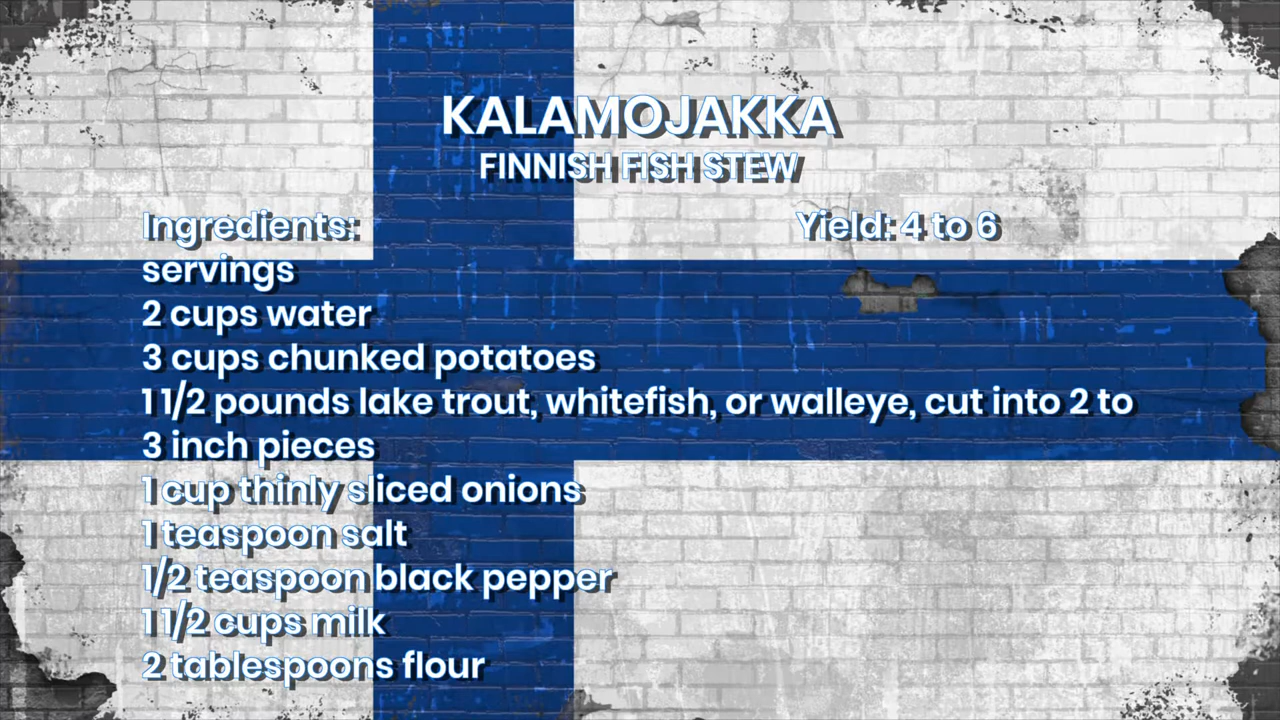 KALAMOJAKKA
FINNISH FISH STEW
Ingredients: Yield: 4 to 6
servings
2 cups water
3 cups chunked potatoes
1 1/2 pounds lake trout, whitefish, or walleye, cut into 2 to
3 inch pieces
1 cup thinly sliced onions
1 teaspoon salt
1/2 teaspoon black pepper
1 1/2 cups milk
2 tablespoons flour